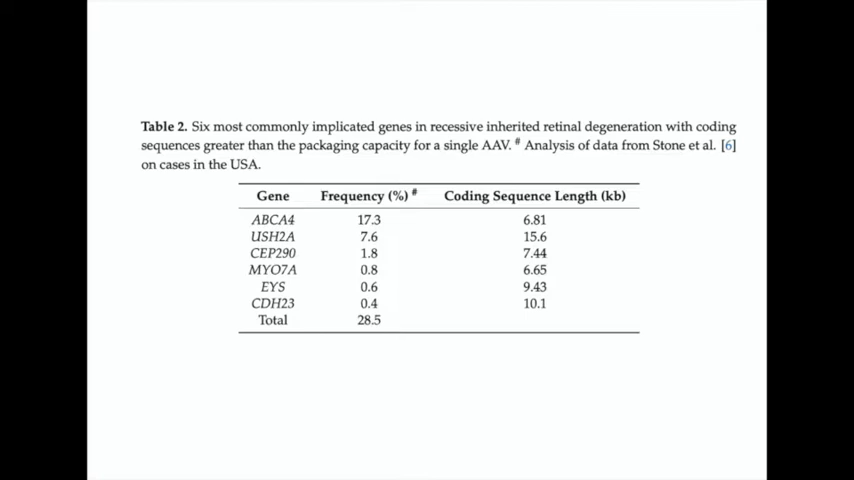 Table 2. Six most commonly implicated genes in recessive inherited retinal degeneration with coding
sequences greater than the packaging capacity for a single AAV. # Analysis of data from Stone et al. [6]
on cases in the USA.
Gene Frequency (%) # Coding Sequence Length (kb)
ABCA4 17.3 6.81
USH2A 7.6 15.6
CEP290 1.8 7.44
MYO7A 0.8 6.65
EYS 0.6 9.43
CDH23 0.4 10.1
Total 28.5